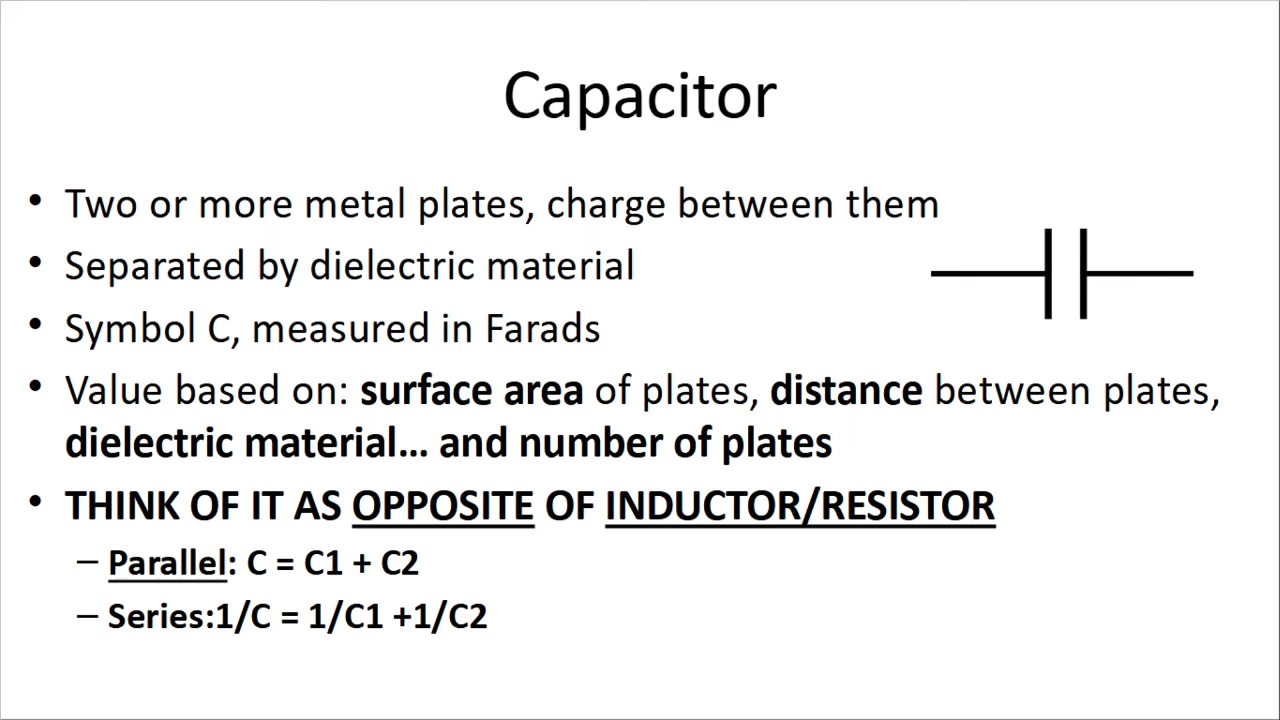 Capacitor
• Two or more metal plates, charge between them
• Separated by dielectric material
• Symbol C, measured in Farads
• Value based on: surface area of plates, distance between plates,
dielectric material... and number of plates
• THINK OF IT AS OPPOSITE OF INDUCTOR/RESISTOR
– Parallel: C = C1 + C2
– Series:1/C = 1/C1 +1/C2